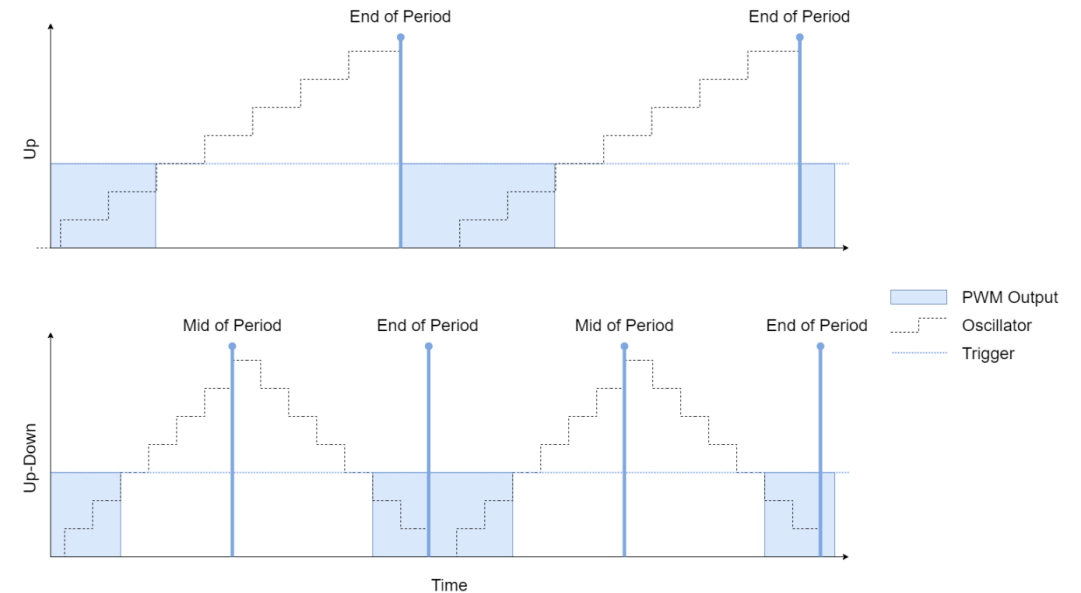 End of Period
End of Period
Up
Mid of Period
End of Period
Mid of Period
End of Period
Up-Down
Time
PWM Output
Oscillator
Trigger